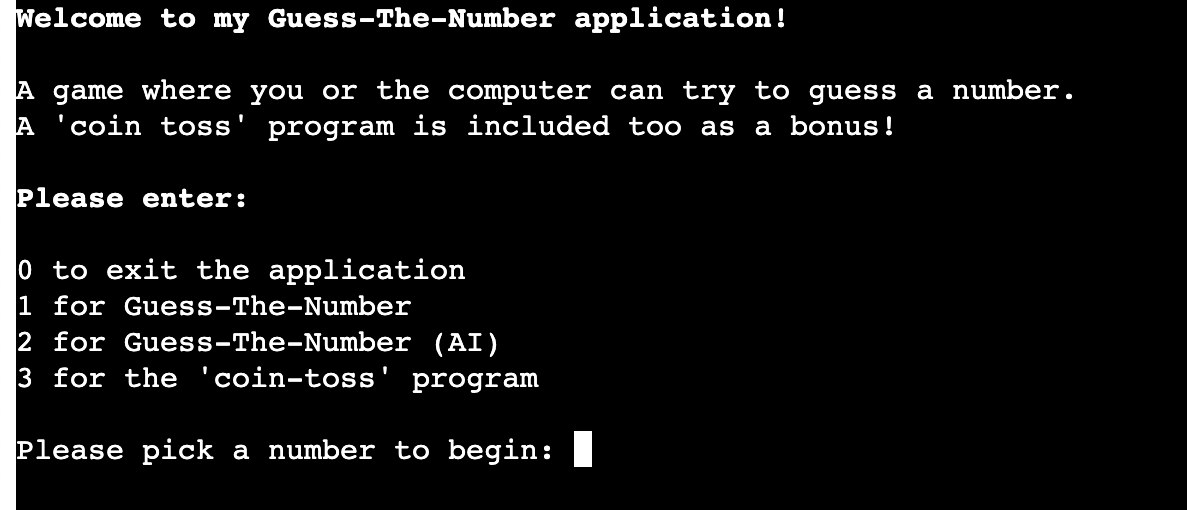 Welcome to my Guess-The-Number application!
A game where you or the computer can try to guess a number.
A 'coin toss' program is included too as a bonus!
Please enter:
0 to exit the application
1 for Guess-The-Number
2 for Guess-The-Number (AI)
3 for the 'coin-toss' program
Please pick a number to begin: